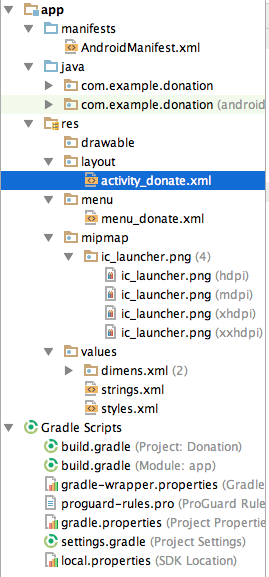 app
manifests
AndroidManifest.xml
java
com.example.donation
com.example.donation (android
res
drawable
layout
activity_donate.xml
menu
menu_donate.xml
mipmap
ic_launcher.png (4)
ic_launcher.png (hdpi)
ic_launcher.png (mdpi)
ic_launcher.png (xhdpi)
ic_launcher.png (xxhdpi)
values
dimens.xml (2)
strings.xml
styles.xml
Gradle Scripts
build.gradle (Project: Donation)
build.gradle (Module: app)
gradle-wrapper.properties (Gradle
proguard-rules.pro (ProGuard Rule
gradle.properties (Project Propertie
settings.gradle (Project Settings)
local.properties (SDK Location)